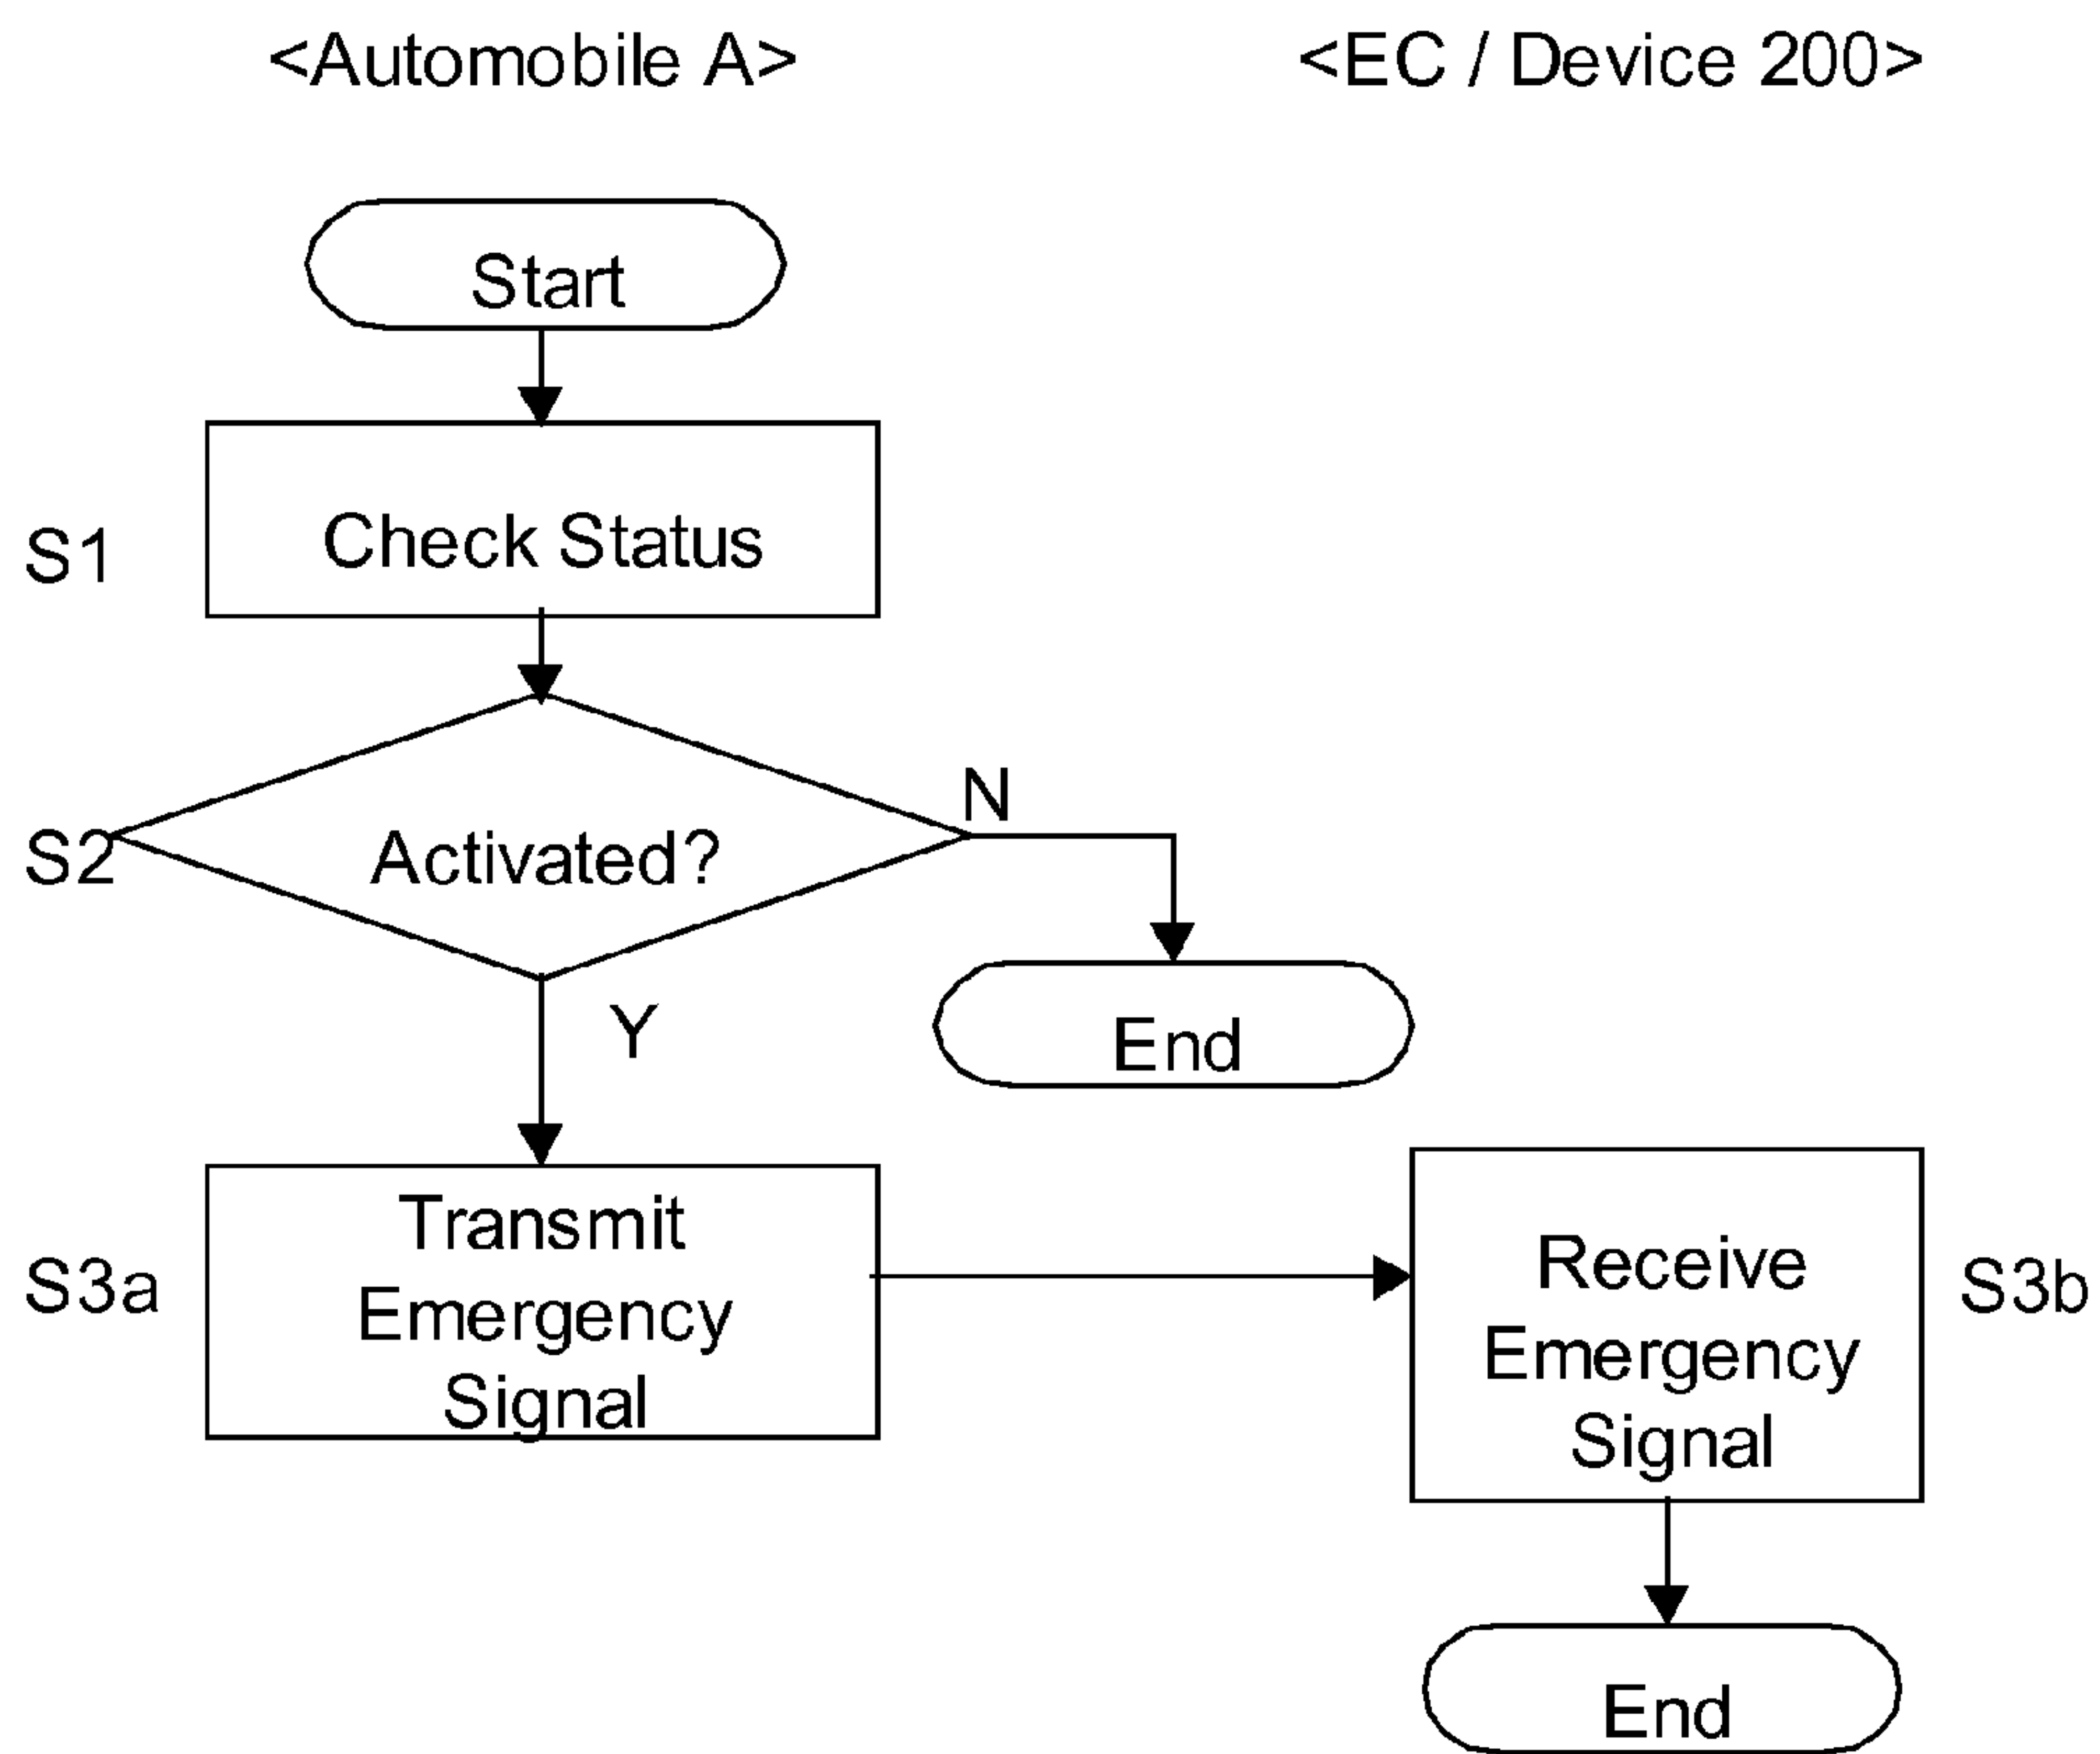 <Automobile A>
<EC / Device 200>
Start
S1
Check Status
S2
Activated?
N
Y
End
S3a
Transmit
Emergency
Signal
Receive
Emergency
Signal
S3b
End